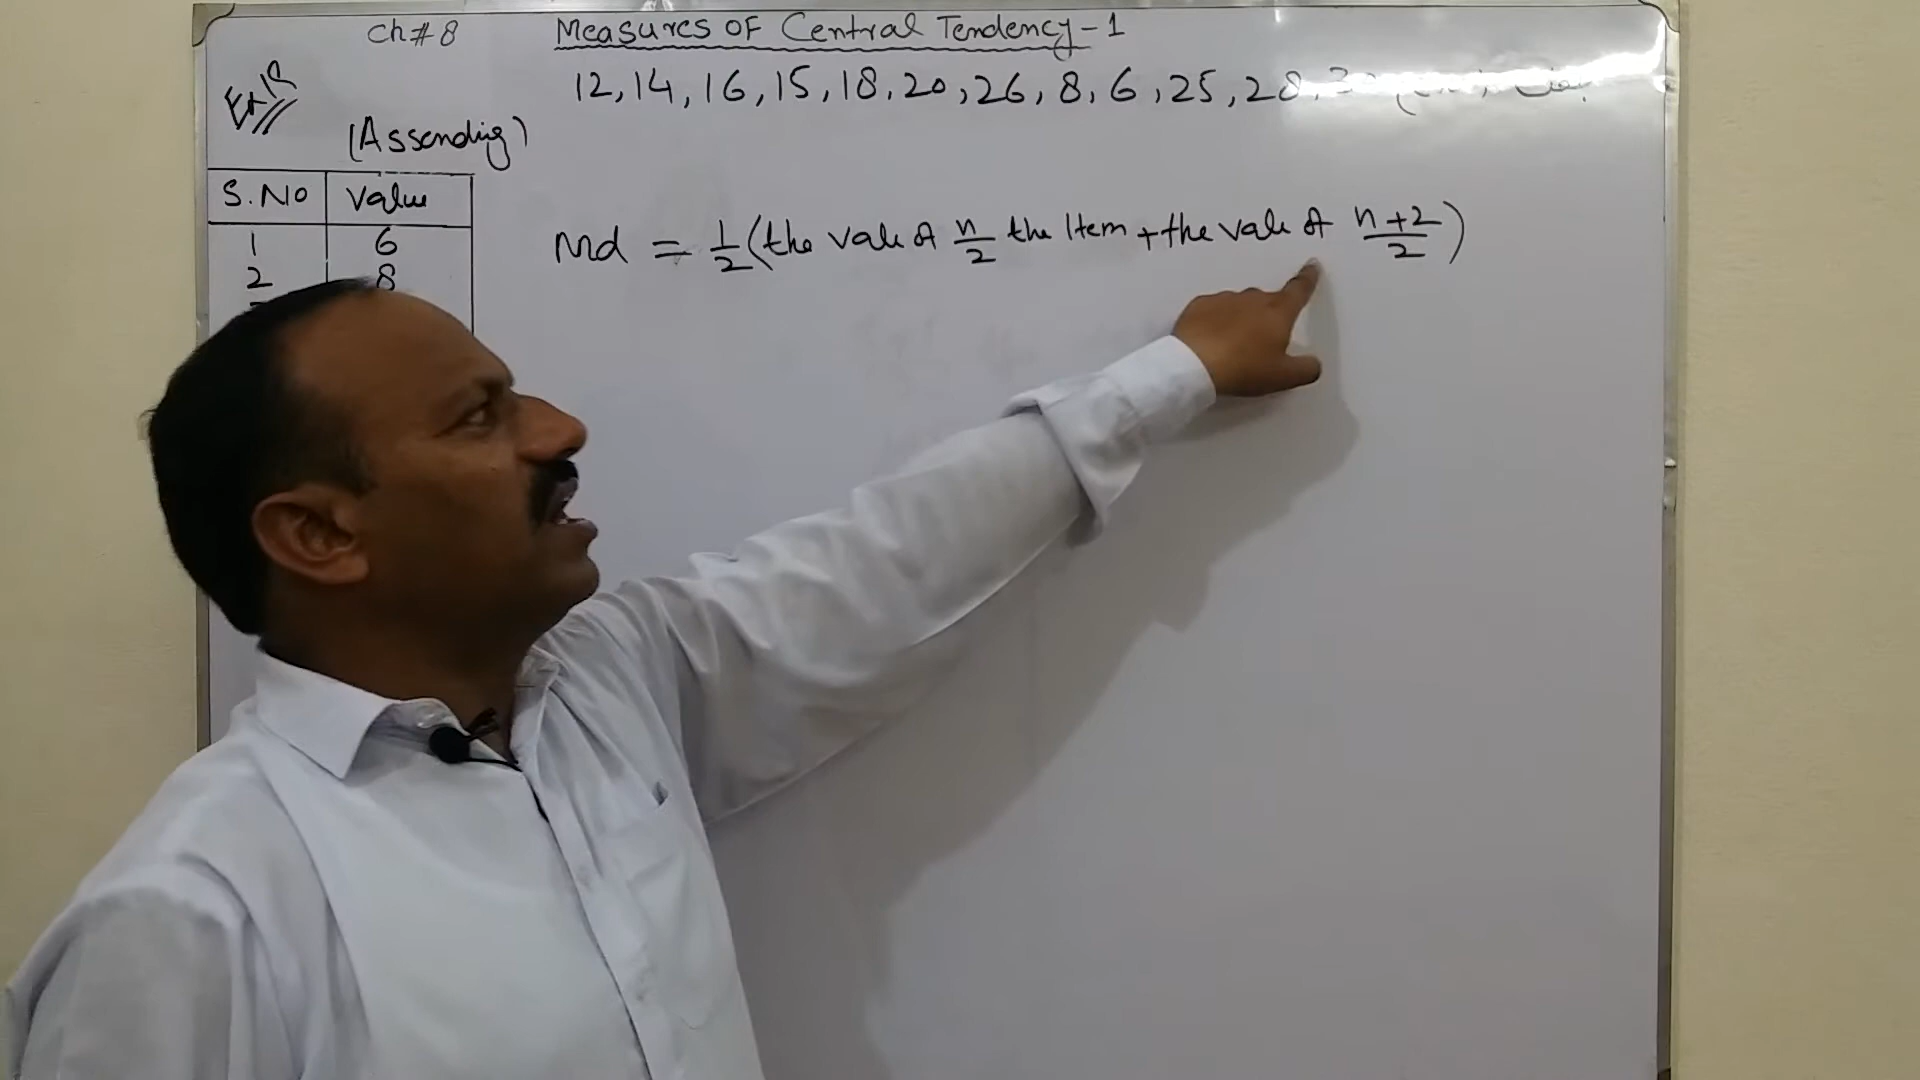 Ch # 8 Measures OF Central Tendency - 1
12, 14, 16, 15, 18, 20, 26, 8, 6, 25, 28,
(Assending)
S. No Value
1 6
2 8
Md = 1/2 (the value of n/2 the Item + the value of n+2/2)